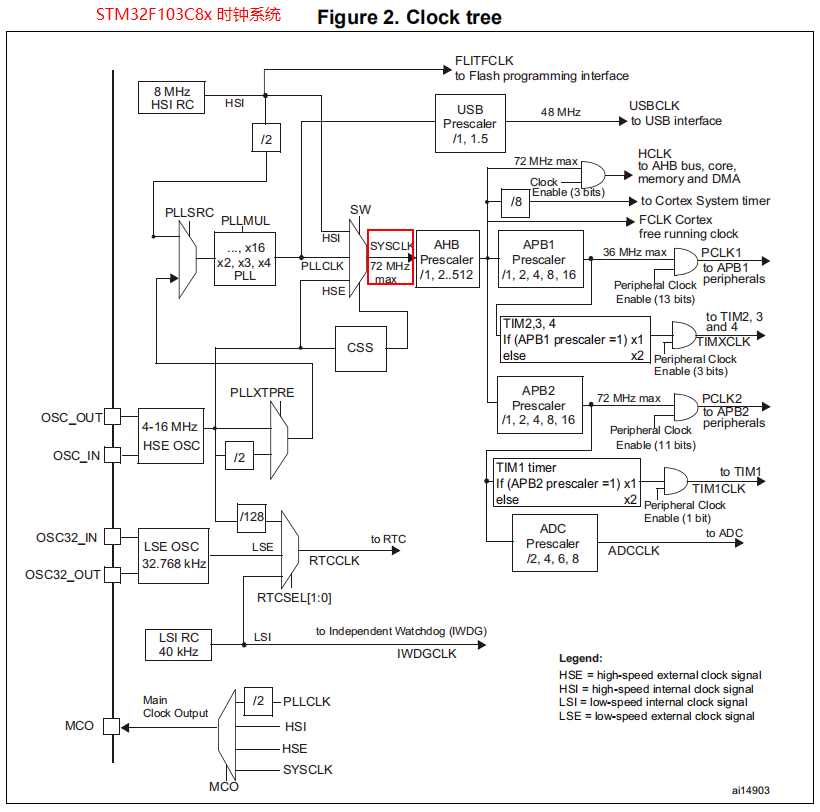 STM32F103C8x 时钟系统
Figure 2. Clock tree
FLITFCLK
to Flash programming interface
8 MHz
HSI RC
HSI
/2
USB
Prescaler
/1, 1.5
48 MHz
USBCLK
to USB interface
72 MHz max
Clock
Enable (3 bits)
HCLK
to AHB bus, core,
memory and DMA
/8
to Cortex System timer
FCLK Cortex
free running clock
PLLSRC
PLLMUL
..., x16
x2, x3, x4
PLL
SW
HSI
PLLCLK
HSE
SYSCLK
72 MHz
max
AHB
Prescaler
/1, 2..512
APB1
Prescaler
/1, 2, 4, 8, 16
36 MHz max
PCLK1
to APB1
peripherals
Peripheral Clock
Enable (13 bits)
TIM2,3, 4
If (APB1 prescaler =1) x1
else x2
to TIM2, 3
and 4
TIMXCLK
Peripheral Clock
Enable (3 bits)
CSS
PLLXTPRE
OSC_OUT
OSC_IN
4-16 MHz
HSE OSC
/2
APB2
Prescaler
/1, 2, 4, 8, 16
72 MHz max
PCLK2
to APB2
peripherals
Peripheral Clock
Enable (11 bits)
TIM1 timer
If (APB2 prescaler =1) x1
else x2
to TIM1
TIM1CLK
Peripheral Clock
Enable (1 bit)
/128
OSC32_IN
OSC32_OUT
LSE OSC
32.768 kHz
LSE
to RTC
RTCCLK
RTCSEL[1:0]
ADC
Prescaler
/2, 4, 6, 8
to ADC
ADCCLK
LSI RC
40 kHz
LSI
to Independent Watchdog (IWDG)
IWDGCLK
Legend:
HSE = high-speed external clock signal
HSI = high-speed internal clock signal
LSI = low-speed internal clock signal
LSE = low-speed external clock signal
MCO
Main
Clock Output
/2
PLLCLK
HSI
HSE
SYSCLK
MCO
ai14903